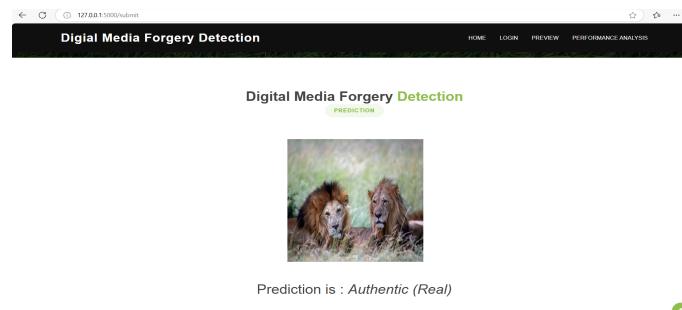 127.0.0.1:5000/submit
Digial Media Forgery Detection
HOME LOGIN PREVIEW PERFORMANCE ANALYSIS
Digital Media Forgery Detection
PREDICTION
Prediction is : Authentic (Real)